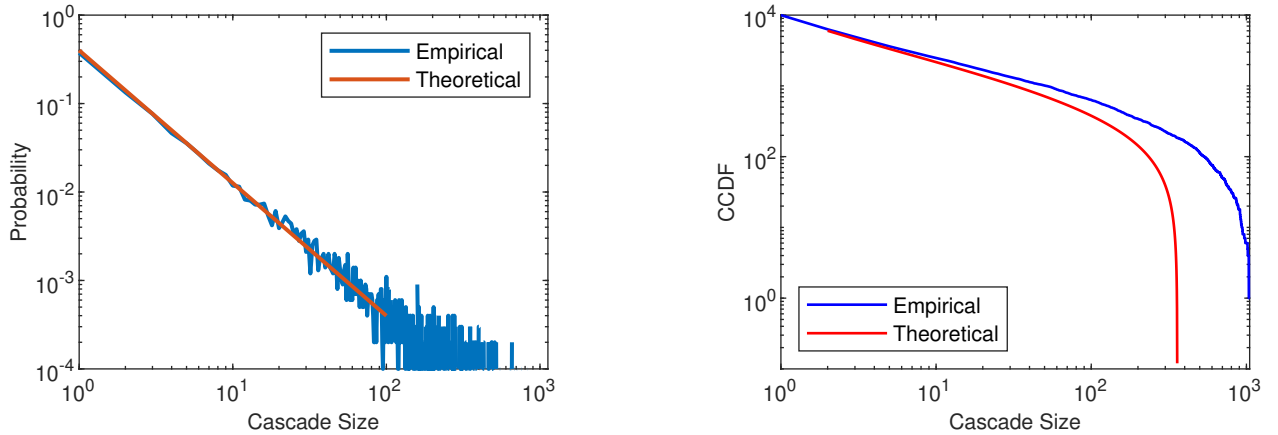 10^0
10^-1
10^-2
10^-3
10^-4
Probability
Empirical
Theoretical
10^0 10^1 10^2 10^3
Cascade Size
10^4
10^2
10^0
CCDF
Empirical
Theoretical
10^0 10^1 10^2 10^3
Cascade Size